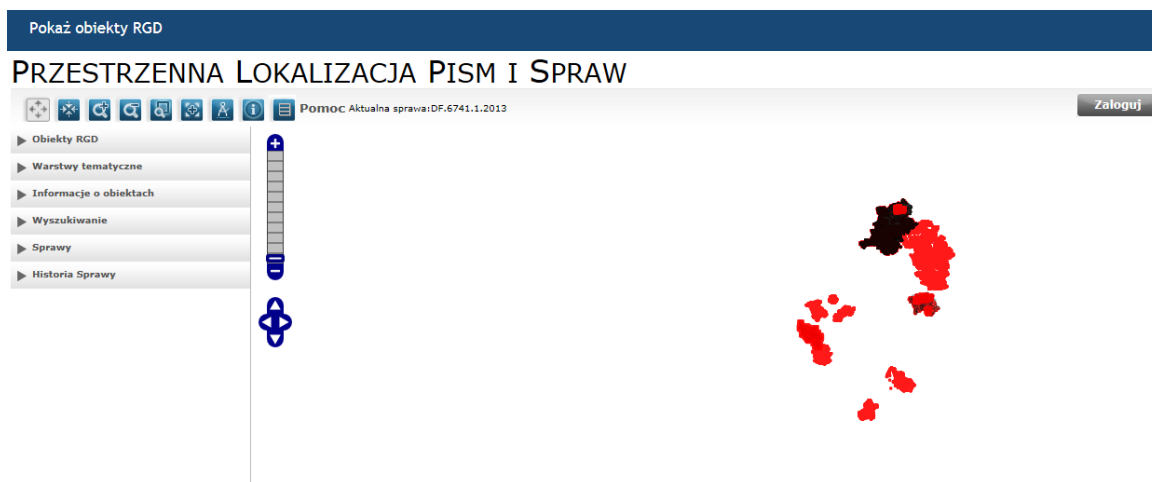 Pokaż obiekty RGD
PRZESTRZENNA LOKALIZACJA PISM I SPRAW
Pomoc Aktualna sprawa:DF.6741.1.2013
Zaloguj
Obiekty RGD
Warstwy tematyczne
Informacje o obiektach
Wyszukiwanie
Sprawy
Historia Sprawy